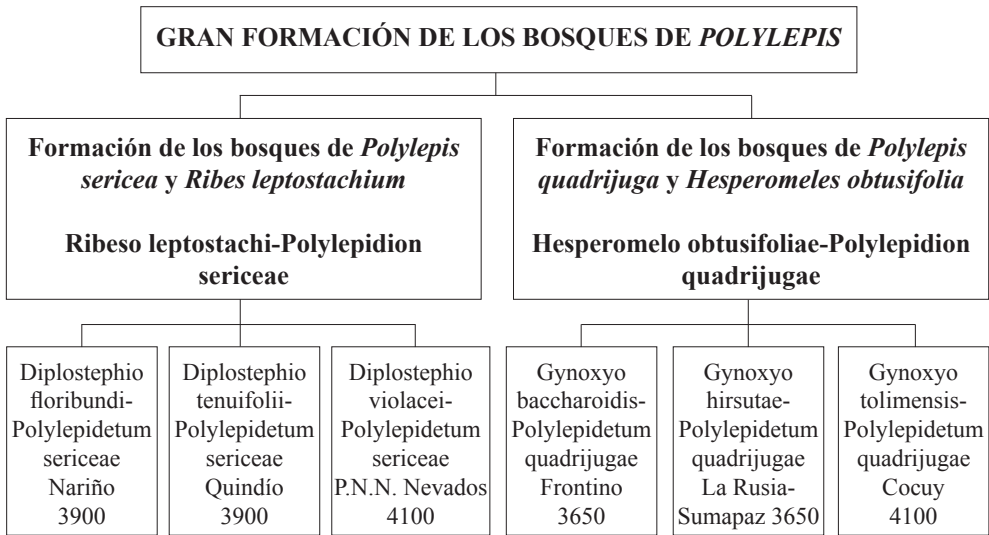 GRAN FORMACIÓN DE LOS BOSQUES DE POLYLEPIS
Formación de los bosques de Polylepis
sericea y Ribes leptostachium
Ribeso leptostachi-Polylepidion
sericeae
Formación de los bosques de Polylepis
quadrijuga y Hesperomeles obtusifolia
Hesperomelo obtusifoliae-Polylepidion
quadrijugae
Diplostephio
floribundi-
Polylepidetum
sericeae
Nariño
3900
Diplostephio
tenuifolii-
Polylepidetum
sericeae
Quindío
3900
Diplostephio
violacei-
Polylepidetum
sericeae
P.N.N. Nevados
4100
Gynoxyo
baccharoidis-
Polylepidetum
quadrijugae
Frontino
3650
Gynoxyo
hirsutae-
Polylepidetum
quadrijugae
La Rusia-
Sumapaz 3650
Gynoxyo
tolimensis-
Polylepidetum
quadrijugae
Cocuy
4100